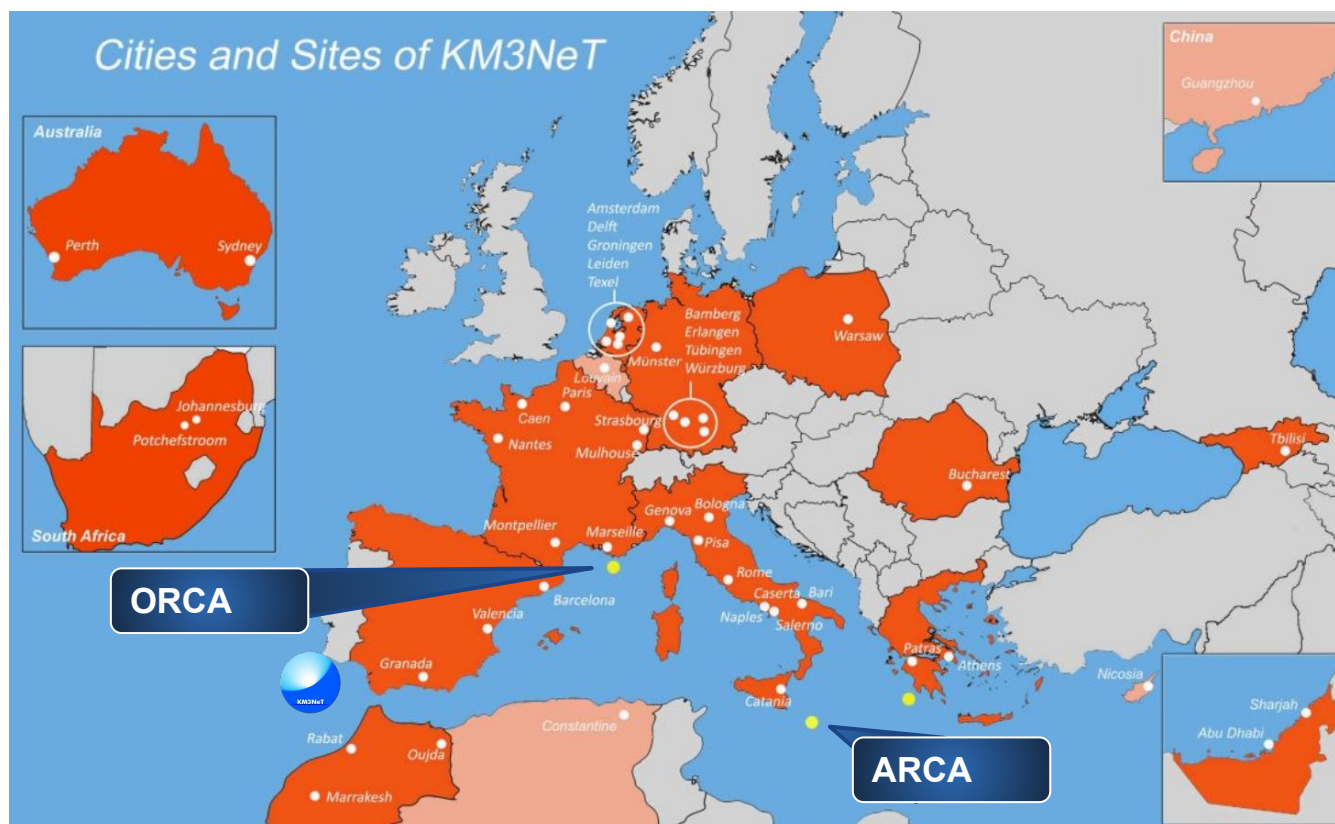 Cities and Sites of KM3NeT
China
Guangzhou
Australia
Perth
Sydney
Amsterdam
Delft
Groningen
Leiden
Texel
Bamberg
Erlangen
Tübingen
Würzburg
Münster
Warsaw
Louvain
Paris
Caen
Strasbourg
Nantes
Mulhouse
Johannesburg
Potchefstroom
South Africa
Tbilisi
Bucharest
Genova
Bologna
Montpellier
Marseille
Pisa
ORCA
Rome
Barcelona
Caserta
Bari
Naples
Salerno
Valencia
Granada
Patras
Athens
Nicosia
KM3NeT
Catania
Constantine
Sharjah
Abu Dhabi
Rabat
Oujda
ARCA
Marrakesh